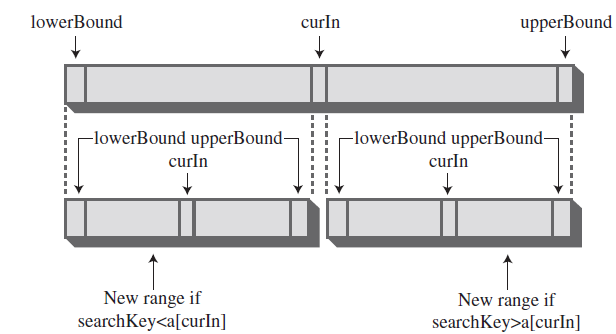 lowerBound curIn upperBound
lowerBound upperBound lowerBound upperBound
curIn curIn
New range if New range if
searchKey<a[curIn] searchKey>a[curIn]